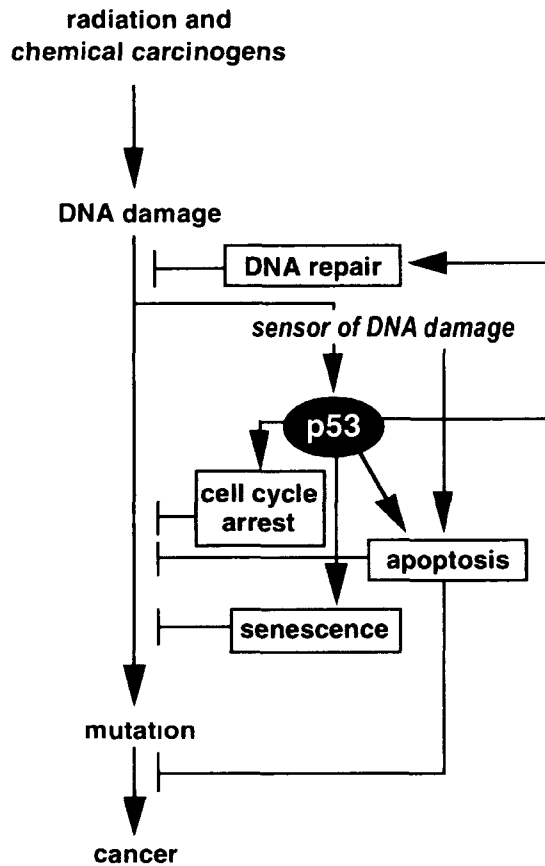 radiation and
chemical carcinogens
DNA damage
DNA repair
sensor of DNA damage
p53
cell cycle
arrest
apoptosis
senescence
mutation
cancer